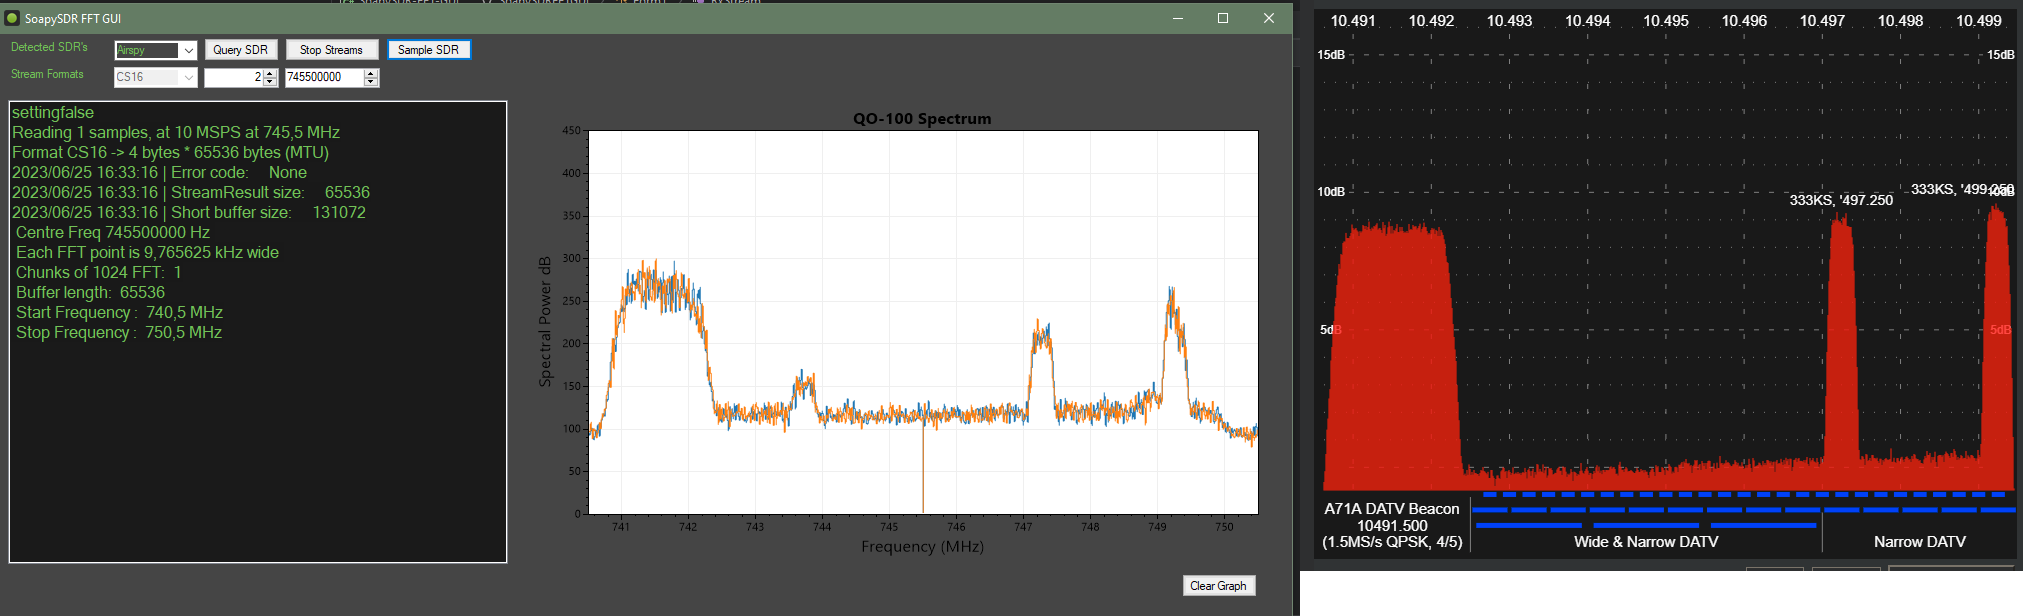 SoapySDR FFT GUI
Detected SDR's
Airspy
Query SDR
Stop Streams
Sample SDR
Stream Formats
CS16
2
745500000
settingfalse
Reading 1 samples, at 10 MSPS at 745,5 MHz
Format CS16 -> 4 bytes * 65536 bytes (MTU)
2023/06/25 16:33:16 | Error code: None
2023/06/25 16:33:16 | StreamResult size: 65536
2023/06/25 16:33:16 | Short buffer size: 131072
Centre Freq 745500000 Hz
Each FFT point is 9,765625 kHz wide
Chunks of 1024 FFT: 1
Buffer length: 65536
Start Frequency : 740,5 MHz
Stop Frequency : 750,5 MHz
QO-100 Spectrum
Spectral Power dB
450
400
350
300
250
200
150
100
50
0
741 742 743 744 745 746 747 748 749 750
Frequency (MHz)
Clear Graph
10.491 10.492 10.493 10.494 10.495 10.496 10.497 10.498 10.499
15dB 15dB
10dB 10dB
333KS, '497.250
333KS, '499.250
5dB 5dB
A71A DATV Beacon
10491.500
(1.5MS/s QPSK, 4/5)
Wide & Narrow DATV
Narrow DATV